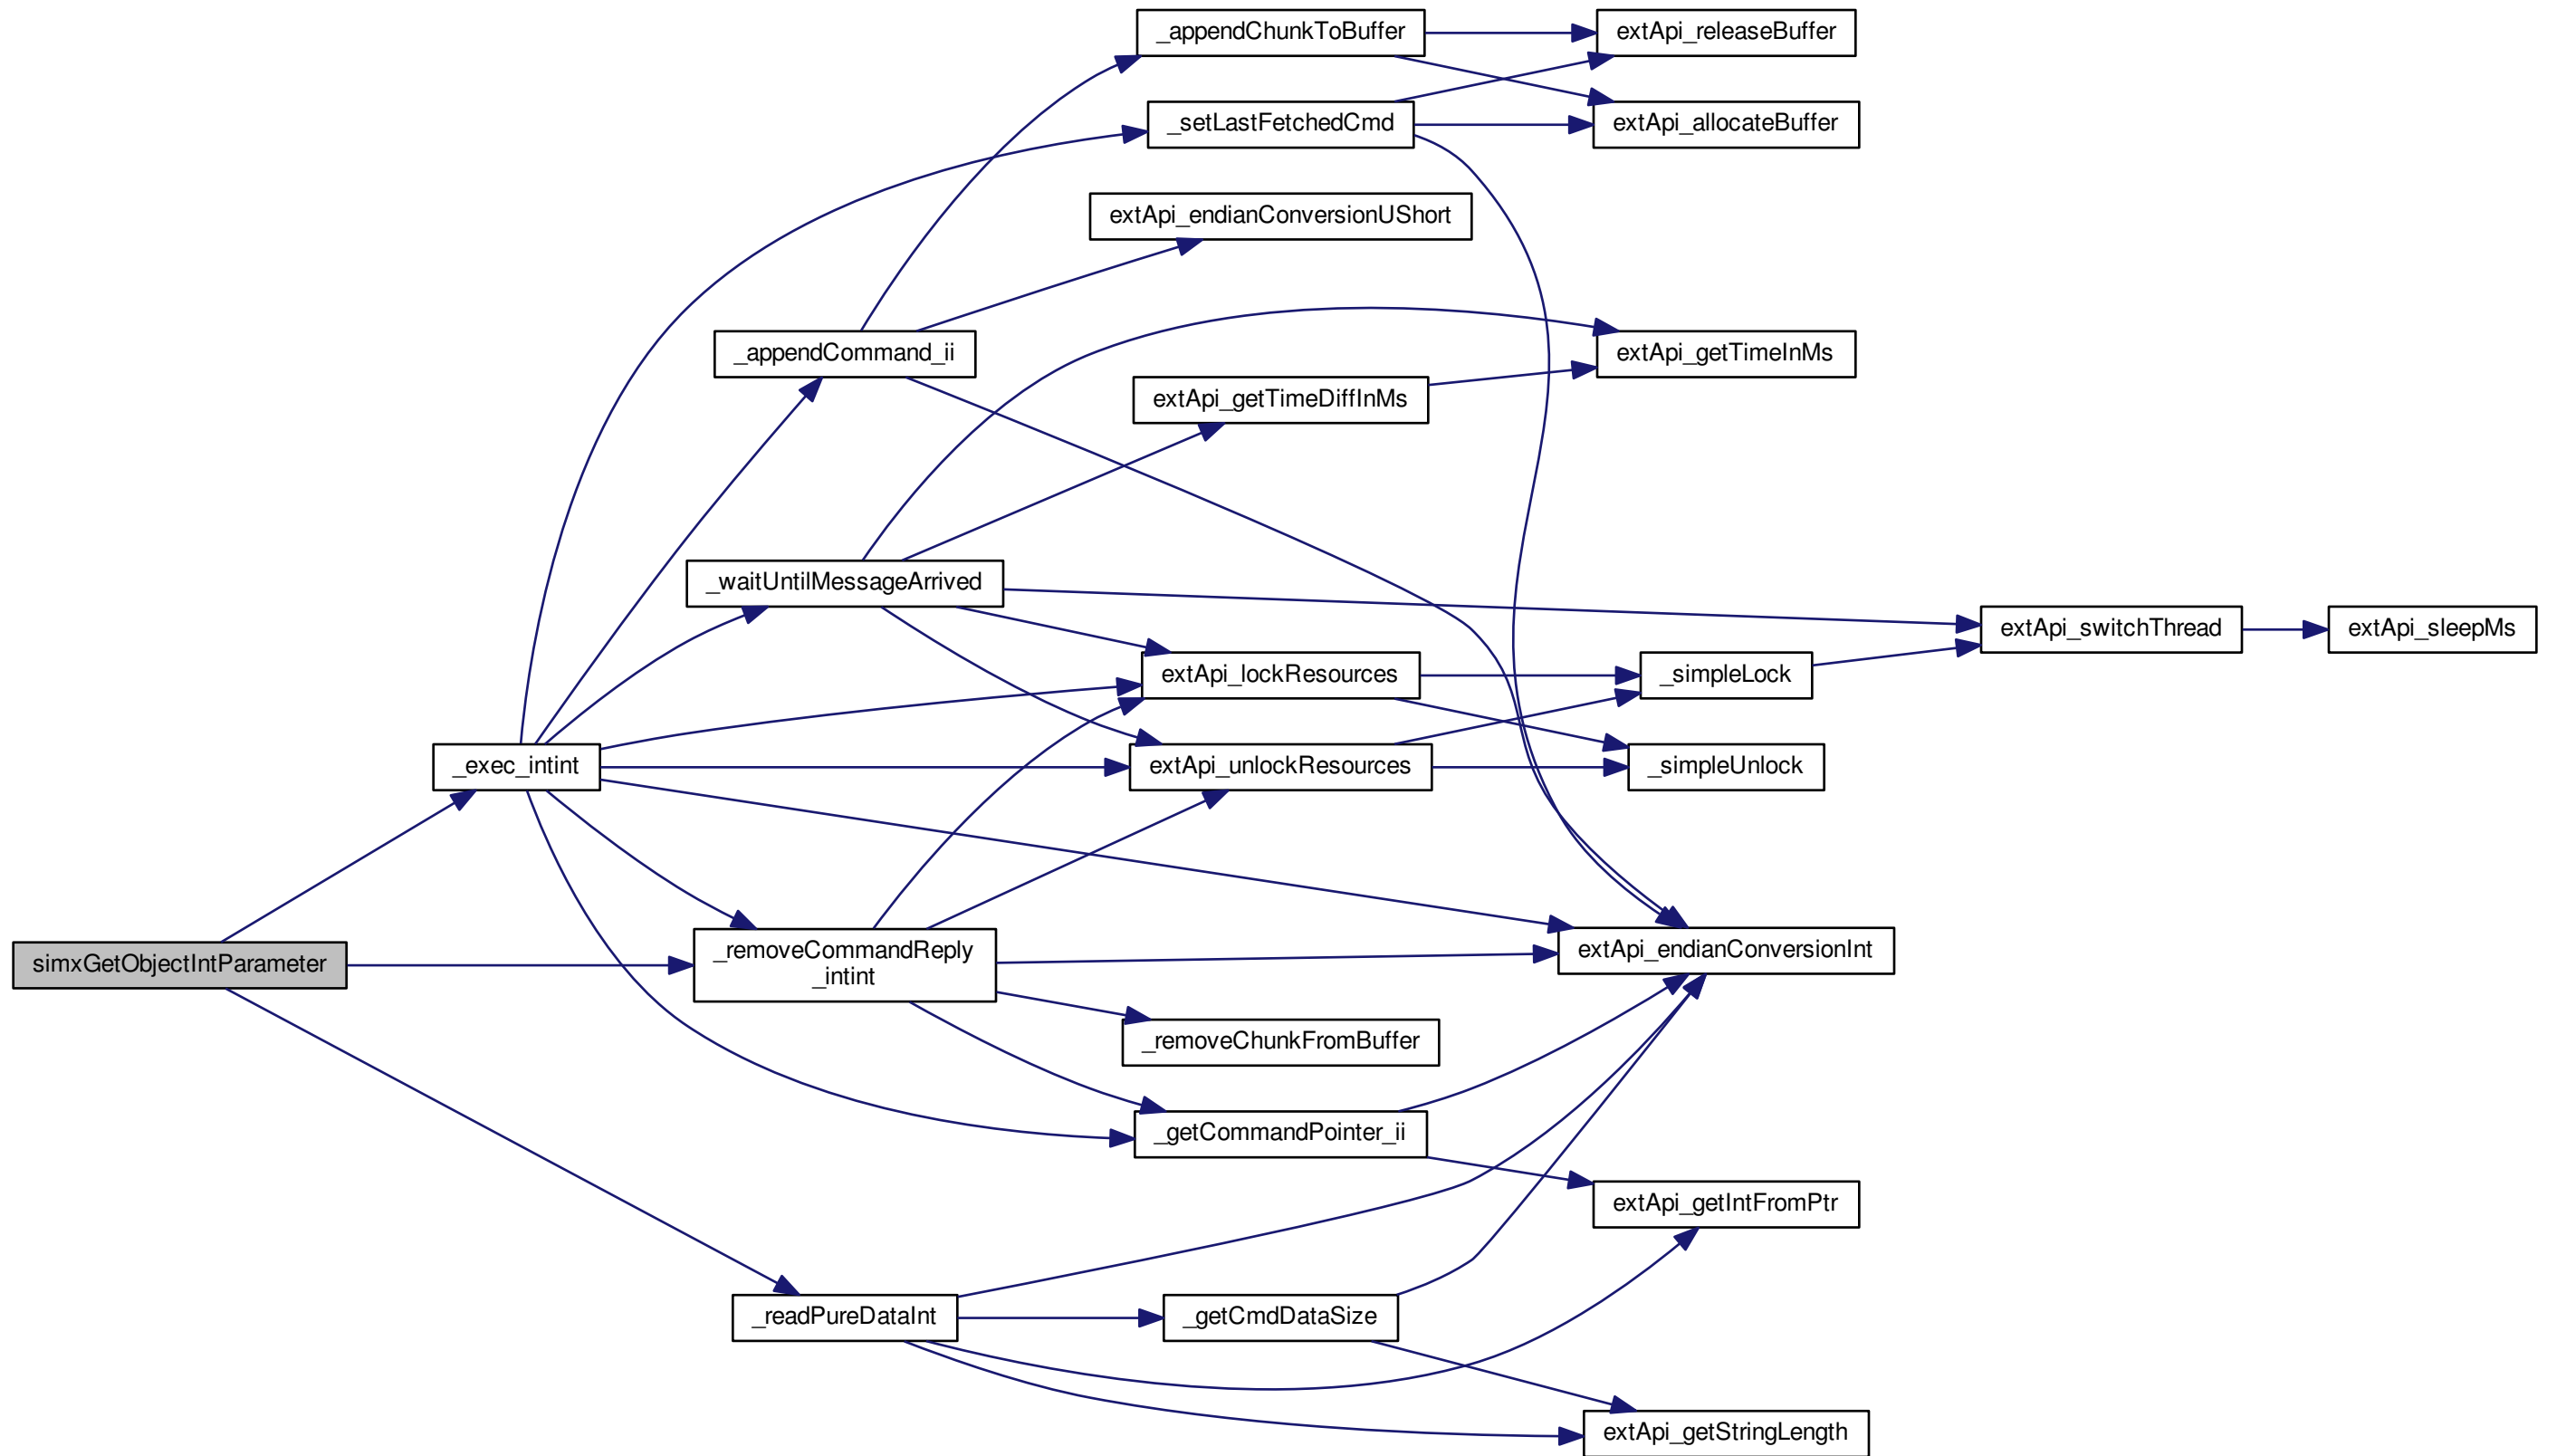 _appendChunkToBuffer
extApi_releaseBuffer
_setLastFetchedCmd
extApi_allocateBuffer
extApi_endianConversionUShort
_appendCommand_ii
extApi_getTimeInMs
extApi_getTimeDiffInMs
_waitUntilMessageArrived
extApi_switchThread
extApi_sleepMs
extApi_lockResources
_simpleLock
_exec_intint
extApi_unlockResources
_simpleUnlock
simxGetObjectIntParameter
_removeCommandReply
_intint
extApi_endianConversionInt
_removeChunkFromBuffer
_getCommandPointer_ii
extApi_getIntFromPtr
_readPureDataInt
_getCmdDataSize
extApi_getStringLength